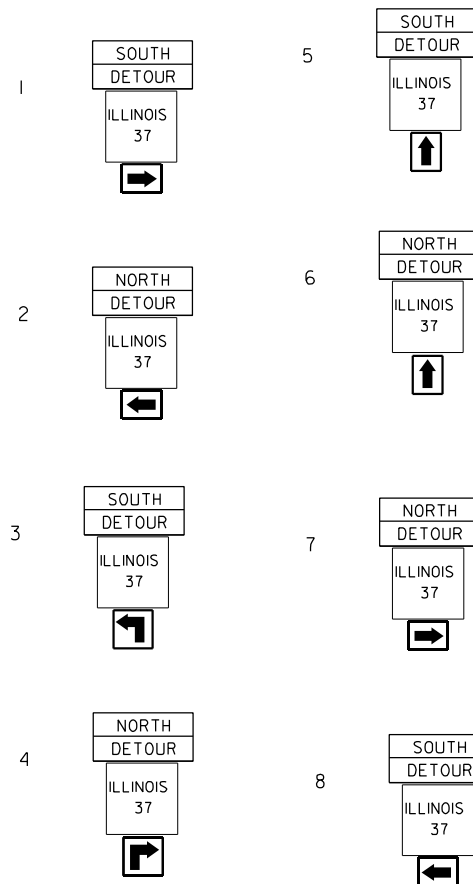 1
SOUTH
DETOUR
ILLINOIS
37
2
NORTH
DETOUR
ILLINOIS
37
3
SOUTH
DETOUR
ILLINOIS
37
4
NORTH
DETOUR
ILLINOIS
37
5
SOUTH
DETOUR
ILLINOIS
37
6
NORTH
DETOUR
ILLINOIS
37
7
NORTH
DETOUR
ILLINOIS
37
8
SOUTH
DETOUR
ILLINOIS
37